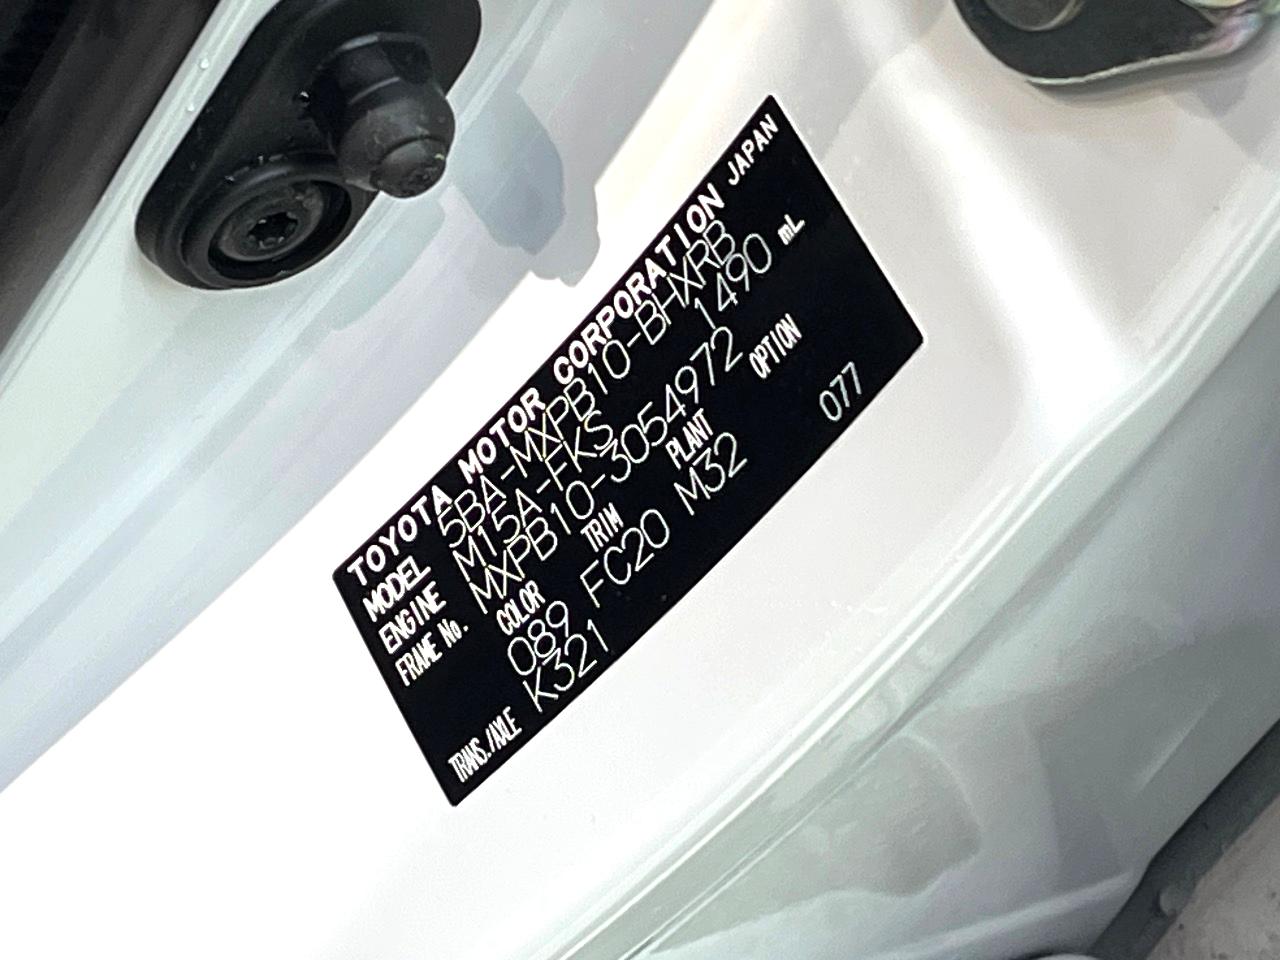 TOYOTA MOTOR CORPORATION JAPAN
MODEL 5BA-MXPB10-BHXRB
ENGINE M15A-FKS 1490 mL
FRAME No. MXPB10-3054972
COLOR TRIM PLANT OPTION
089 FC20 M32 077
TRANS./AXLE K321